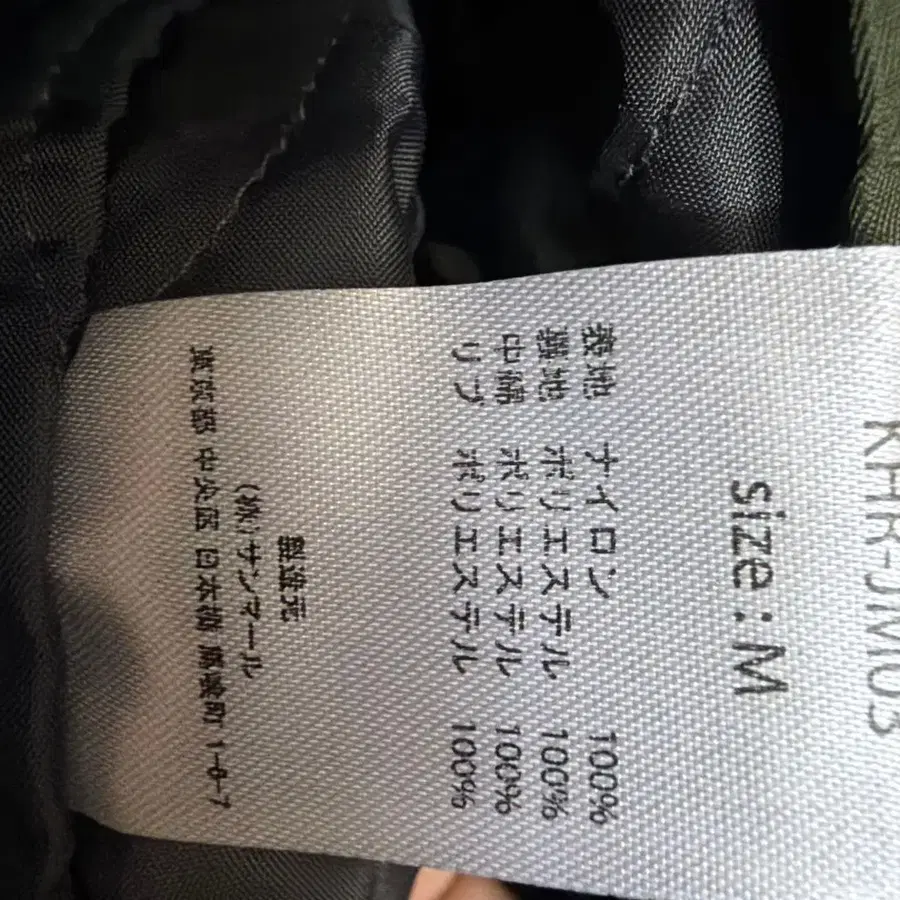 KHR-JM03
size : M
表地 ナイロン 100%
裏地 ポリエステル 100%
中綿 ポリエステル 100%
リブ ポリエステル 100%
製造元
(株)サンマール
東京都 中央区 日本橋 馬喰町 1-6-7